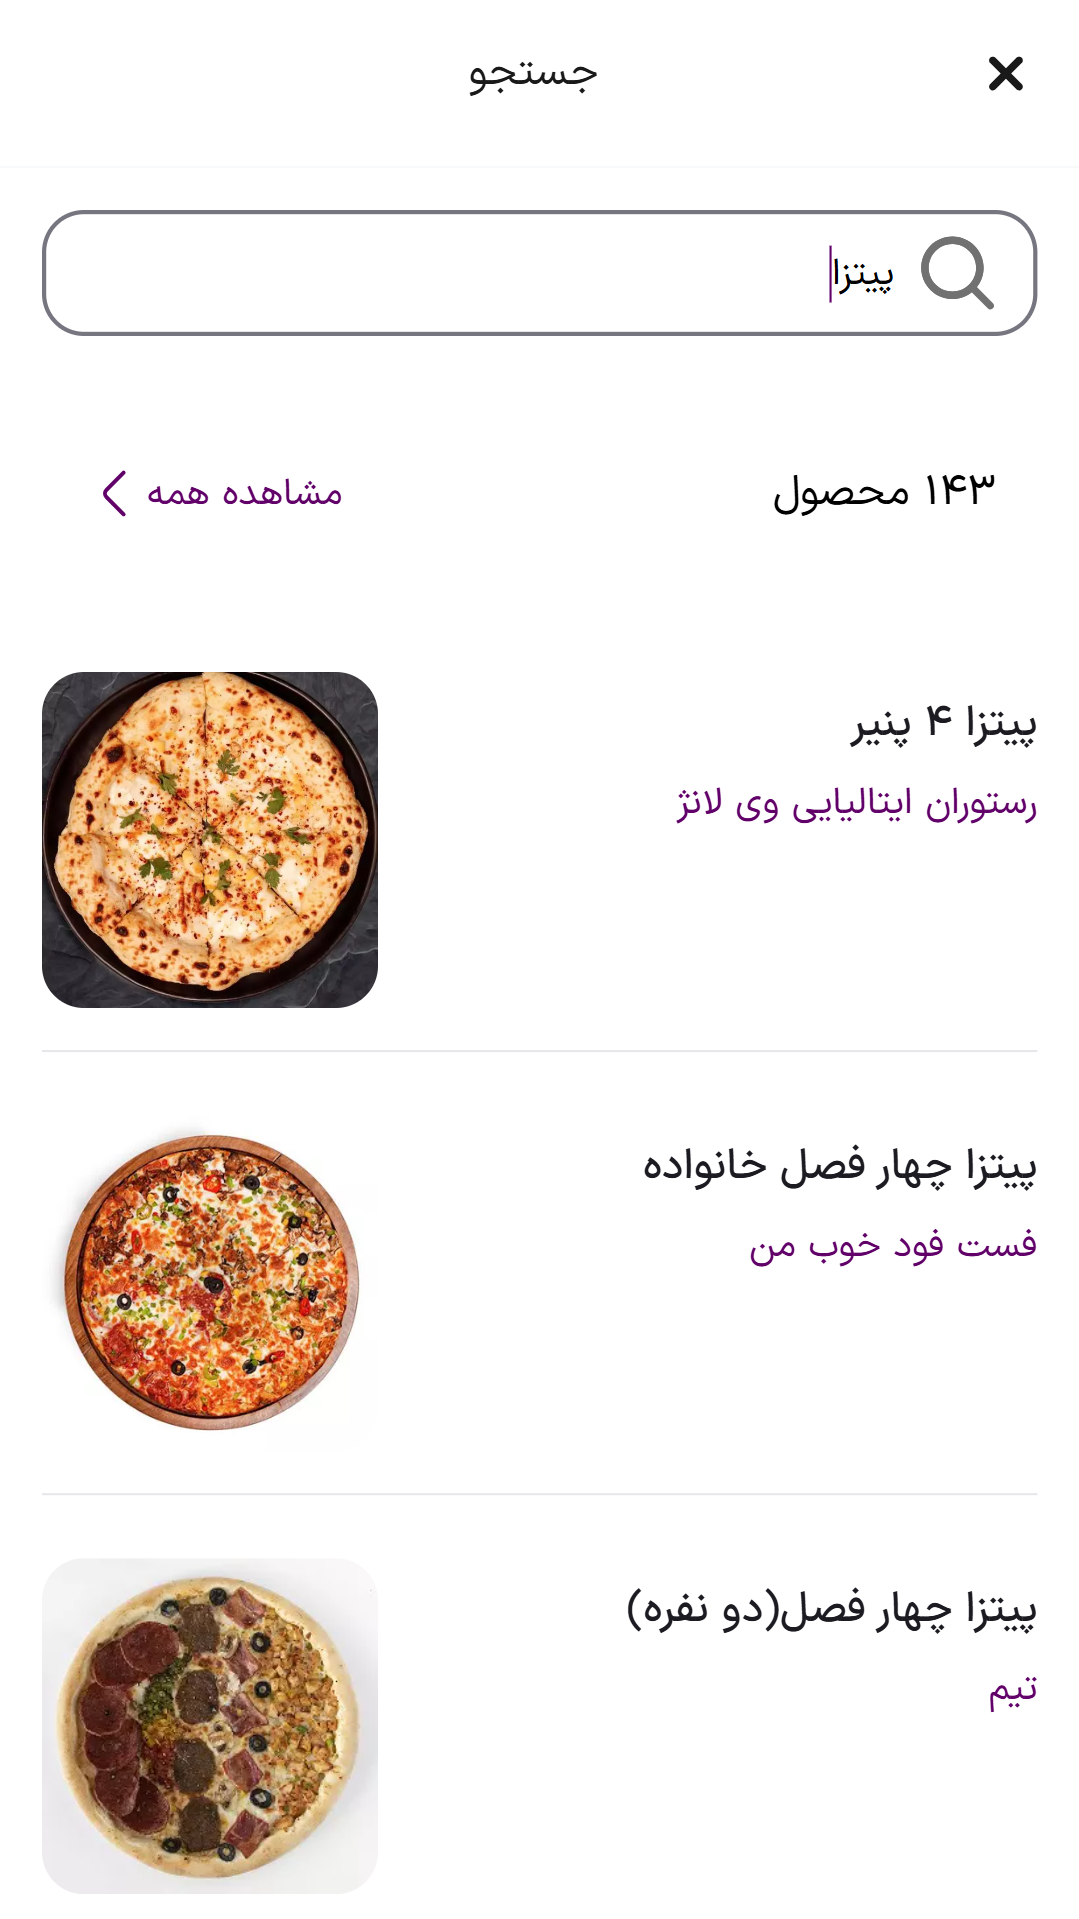 جستجو
پیتزا
۱۴۳ محصول
مشاهده همه
پیتزا ۴ پنیر
رستوران ایتالیایی وی لانژ
پیتزا چهار فصل خانواده
فست فود خوب من
پیتزا چهار فصل(دو نفره)
تیم